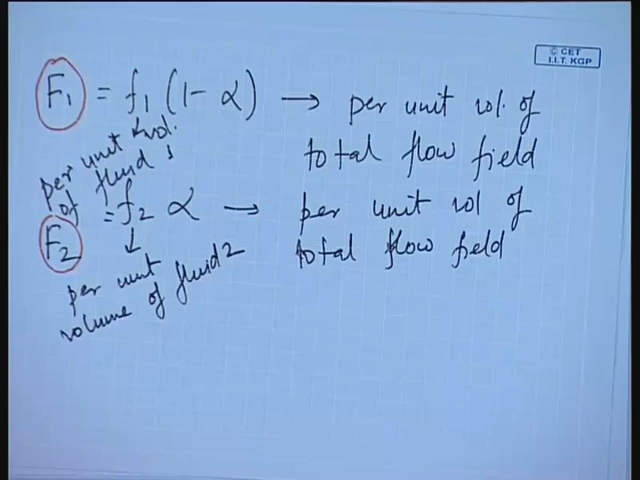 © CET
I.I.T. KGP
F₁ = f₁ (1- α) → per unit vol. of
total flow field
per unit vol.
of fluid 1
F₂ = f₂ α → per unit vol of
total flow field
per unit
volume of fluid 2